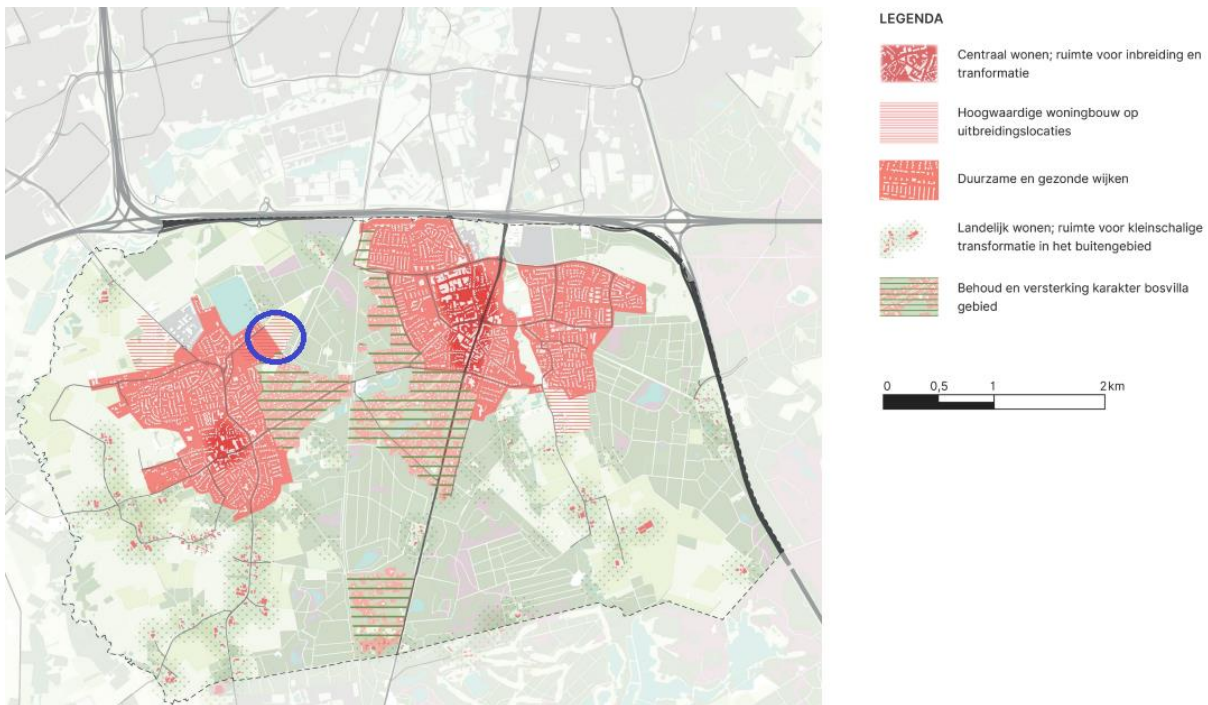 LEGENDA
Centraal wonen; ruimte voor inbreiding en
tranformatie
Hoogwaardige woningbouw op
uitbreidingslocaties
Duurzame en gezonde wijken
Landelijk wonen; ruimte voor kleinschalige
transformatie in het buitengebied
Behoud en versterking karakter bosvilla
gebied
0 0,5 1 2 km